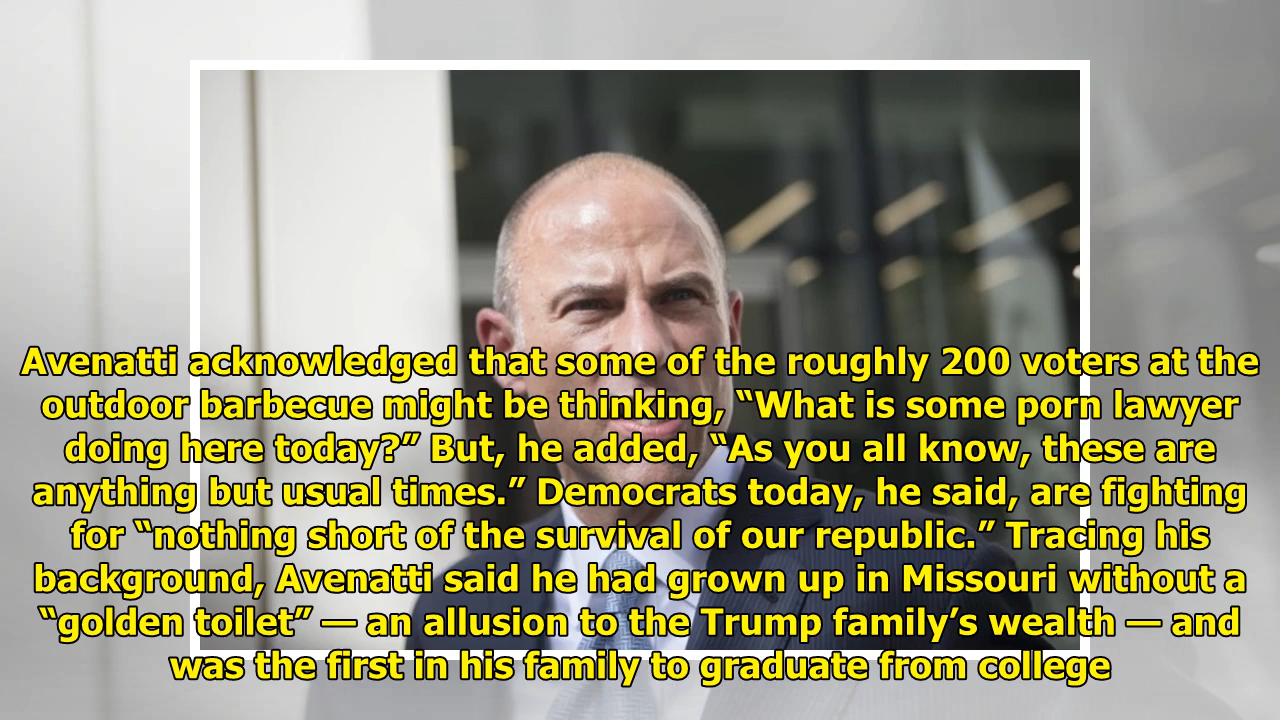 Avenatti acknowledged that some of the roughly 200 voters at the
outdoor barbecue might be thinking, “What is some porn lawyer
doing here today?” But, he added, “As you all know, these are
anything but usual times.” Democrats today, he said, are fighting
for “nothing short of the survival of our republic.” Tracing his
background, Avenatti said he had grown up in Missouri without a
“golden toilet” — an allusion to the Trump family’s wealth — and
was the first in his family to graduate from college